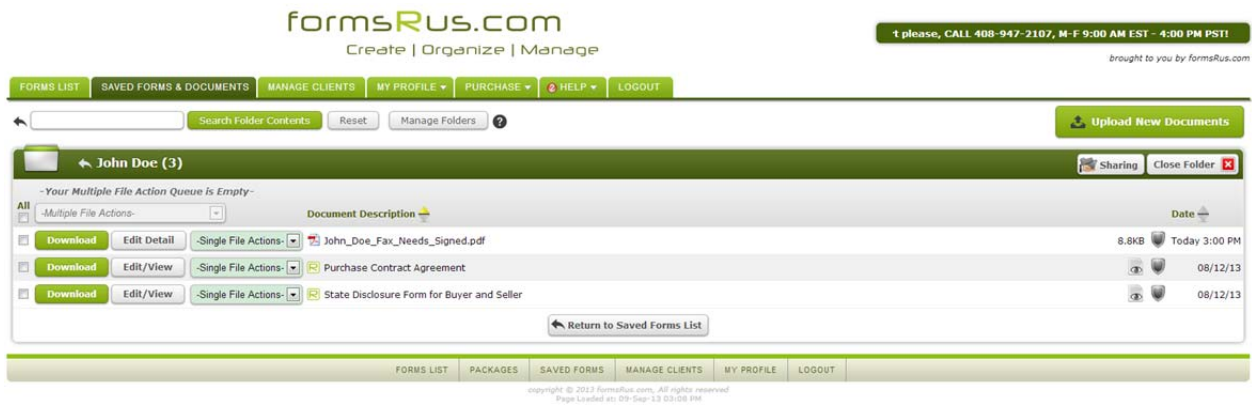 formsRus.com
Create | Organize | Manage
t please, CALL 408-947-2107, M-F 9:00 AM EST - 4:00 PM PST!
brought to you by formsRus.com
FORMS LIST SAVED FORMS & DOCUMENTS MANAGE CLIENTS MY PROFILE PURCHASE HELP LOGOUT
Search Folder Contents Reset Manage Folders ? Upload New Documents
John Doe (3) Sharing Close Folder X
-Your Multiple File Action Queue is Empty-
All
-Multiple File Actions- Document Description Date
Download Edit Detail -Single File Actions- John_Doe_Fax_Needs_Signed.pdf 8.8KB Today 3:00 PM
Download Edit/View -Single File Actions- R Purchase Contract Agreement 08/12/13
Download Edit/View -Single File Actions- R State Disclosure Form for Buyer and Seller 08/12/13
Return to Saved Forms List
FORMS LIST PACKAGES SAVED FORMS MANAGE CLIENTS MY PROFILE LOGOUT
copyright © 2013 formsRus.com, All rights reserved
Page Loaded at: 09-Sep-13 03:08 PM